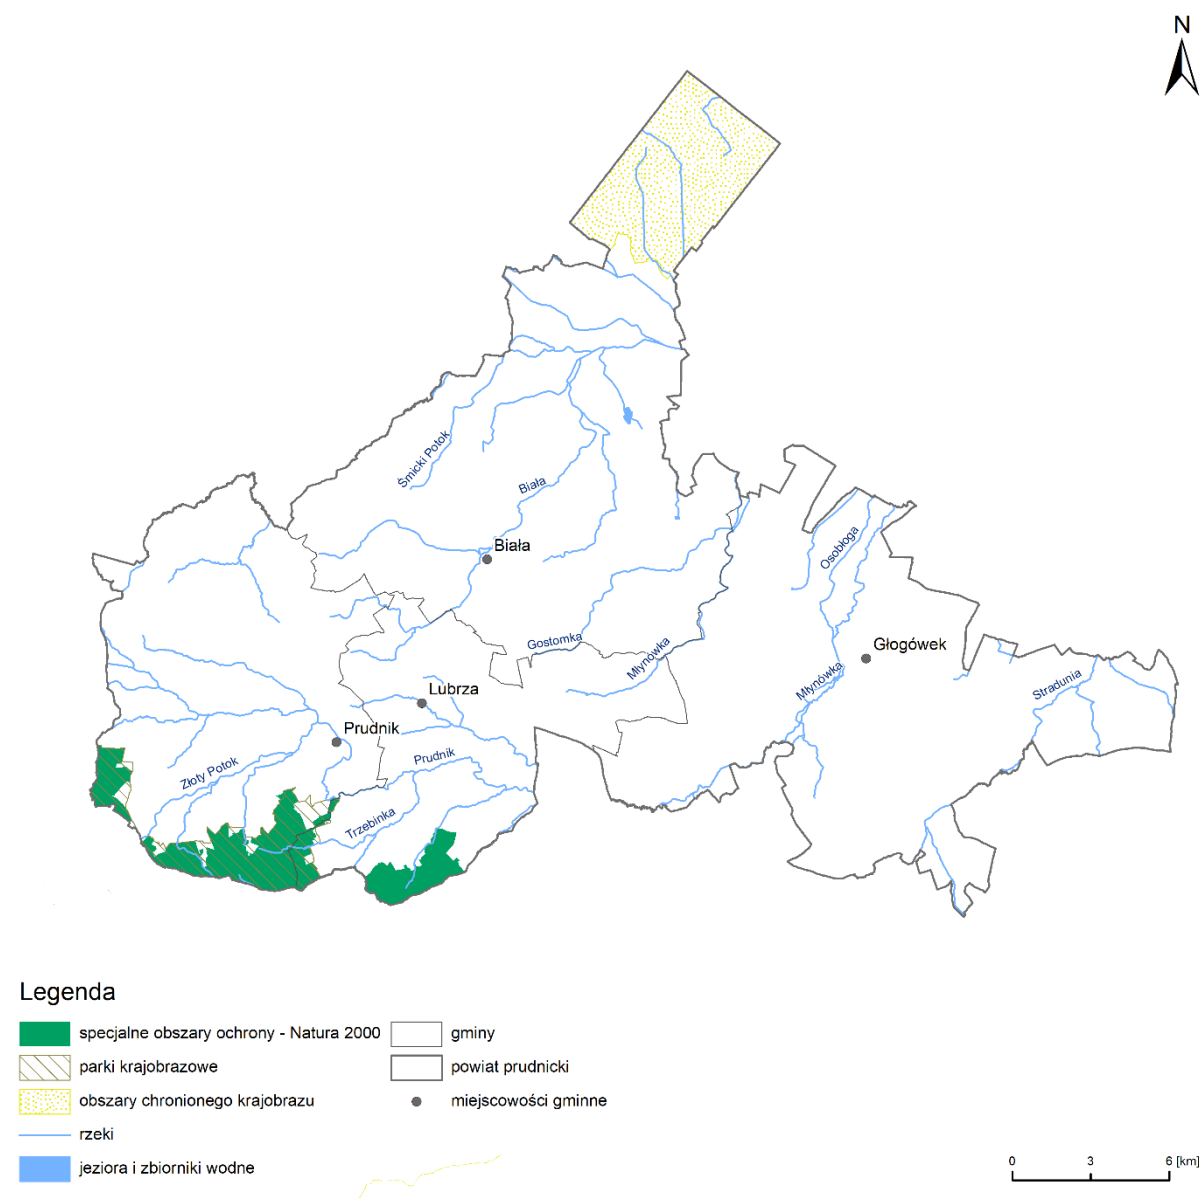 N
Śmicki Potok
Biała
Biała
Osobłoga
Gostomka
Młynówka
Głogówek
Młynówka
Stradunia
Lubrza
Prudnik
Prudnik
Złoty Potok
Trzebinka
Legenda
specjalne obszary ochrony - Natura 2000
gminy
parki krajobrazowe
powiat prudnicki
obszary chronionego krajobrazu
miejscowości gminne
rzeki
jeziora i zbiorniki wodne
0 3 6 [km]